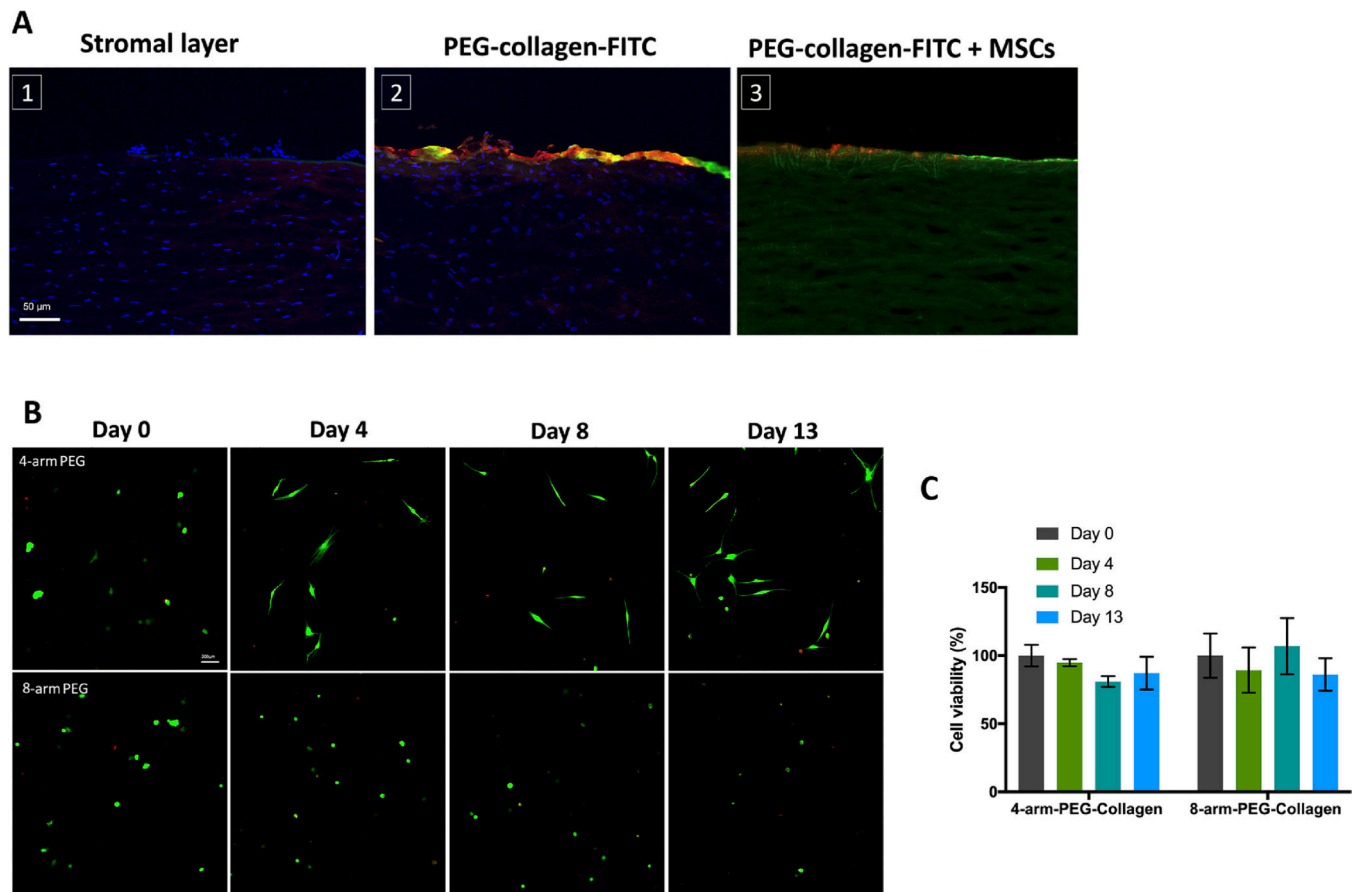 A
Stromal layer
PEG-collagen-FITC
PEG-collagen-FITC + MSCs
1
2
3
50 µm
B
Day 0
Day 4
Day 8
Day 13
4-arm PEG
200µm
8-arm PEG
C
Day 0
Day 4
Day 8
Day 13
Cell viability (%)
150
100
50
0
4-arm-PEG-Collagen
8-arm-PEG-Collagen